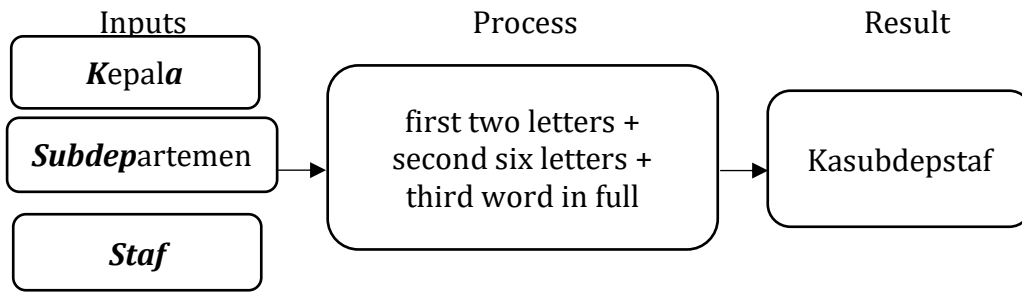 Inputs
Process
Result
Kepala
Subdepartemen
Staf
first two letters +
second six letters +
third word in full
Kasubdepstaf